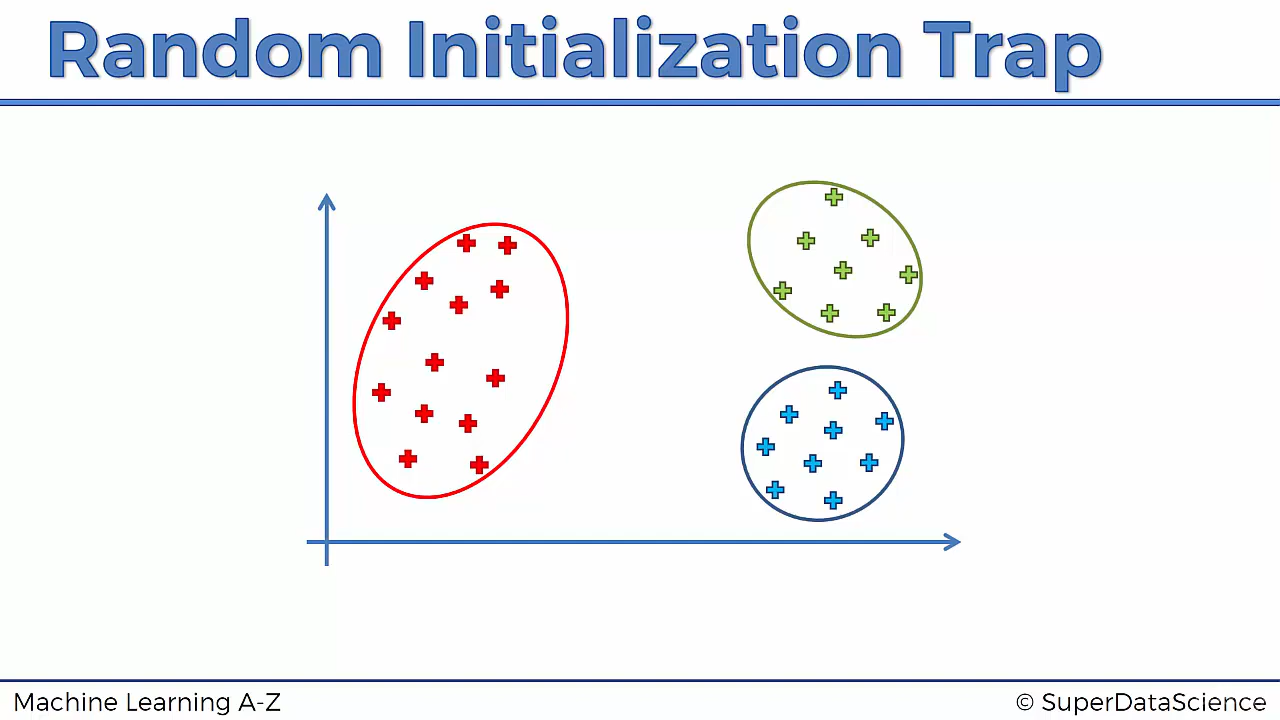 Random Initialization Trap
Machine Learning A-Z
© SuperDataScience